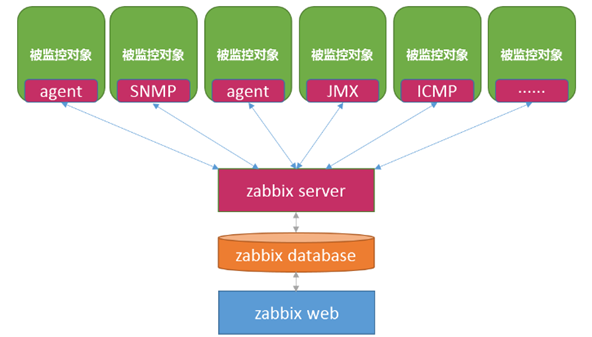 被监控对象 被监控对象 被监控对象 被监控对象 被监控对象 被监控对象
agent SNMP agent JMX ICMP ······
zabbix server
zabbix database
zabbix web